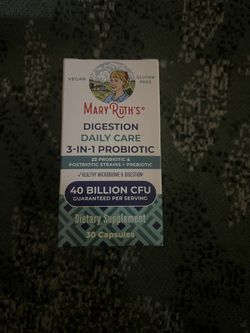 VEGAN
GLUTEN FREE
MARYRUTH'S®
DIGESTION
DAILY CARE
3-IN-1 PROBIOTIC
22 PROBIOTIC &
POSTBIOTIC STRAINS + PREBIOTIC
✓HEALTHY MICROBIOME & DIGESTION
40 BILLION CFU
GUARANTEED PER SERVING
Dietary Supplement
30 Capsules